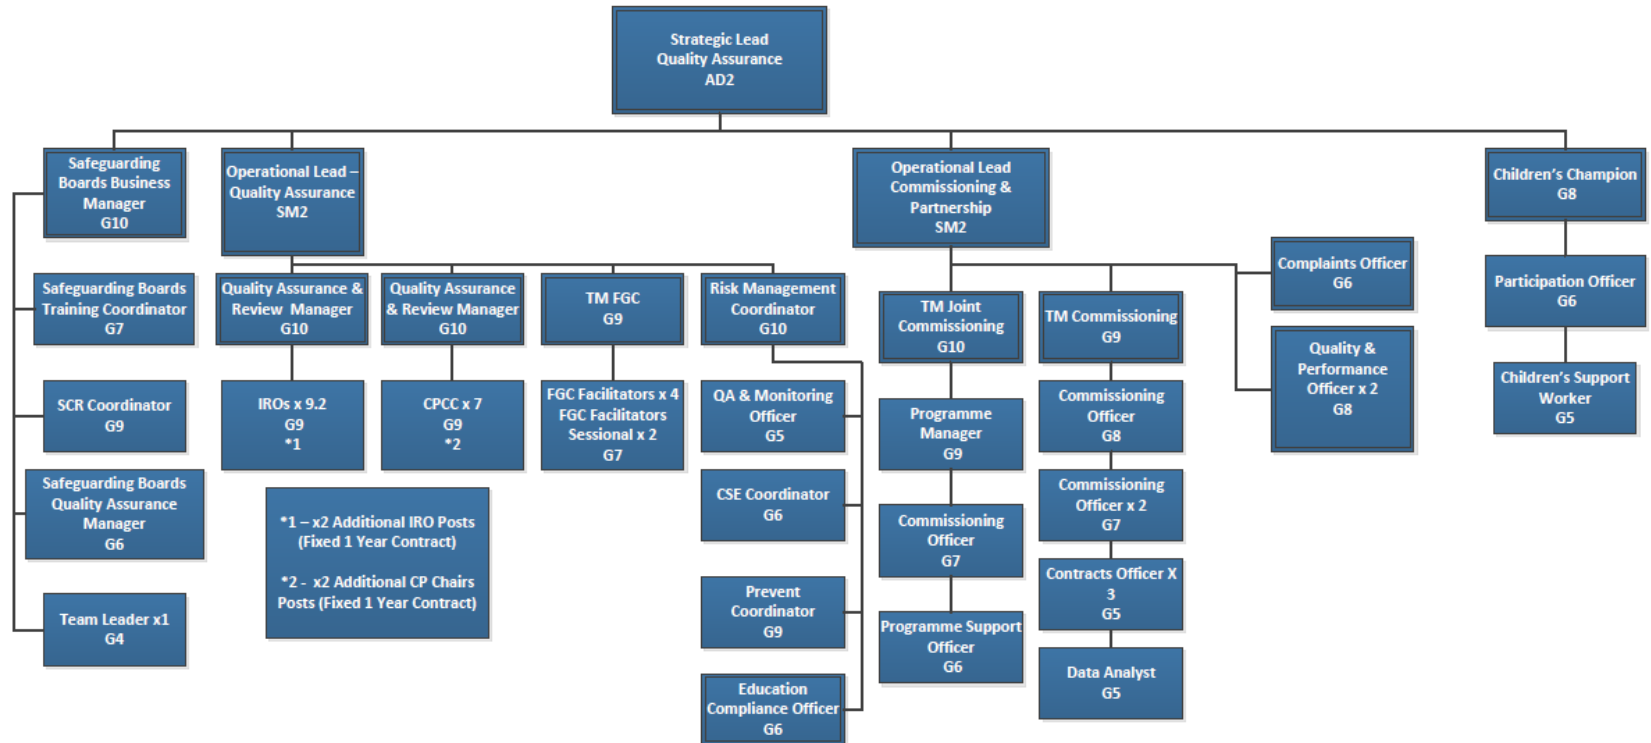 Strategic Lead
Quality Assurance
AD2
Safeguarding
Boards Business
Manager
G10
Operational Lead –
Quality Assurance
SM2
Operational Lead
Commissioning &
Partnership
SM2
Children's Champion
G8
Safeguarding Boards
Training Coordinator
G7
SCR Coordinator
G9
Safeguarding Boards
Quality Assurance
Manager
G6
Team Leader x1
G4
Quality Assurance &
Review  Manager
G10
IROs x 9.2
G9
*1
Quality Assurance
& Review Manager
G10
CPCC x 7
G9
*2
TM FGC
G9
FGC Facilitators x 4
FGC Facilitators
Sessional x 2
G7
Risk Management
Coordinator
G10
QA & Monitoring
Officer
G5
CSE Coordinator
G6
Prevent
Coordinator
G9
Education
Compliance Officer
G6
*1 – x2 Additional IRO Posts
(Fixed 1 Year Contract)
*2 -  x2 Additional CP Chairs
Posts (Fixed 1 Year Contract)
TM Joint
Commissioning
G10
Programme
Manager
G9
Commissioning
Officer
G7
Programme Support
Officer
G6
TM Commissioning
G9
Commissioning
Officer
G8
Commissioning
Officer x 2
G7
Contracts Officer X
3
G5
Data Analyst
G5
Complaints Officer
G6
Quality &
Performance
Officer x 2
G8
Participation Officer
G6
Children's Support
Worker
G5